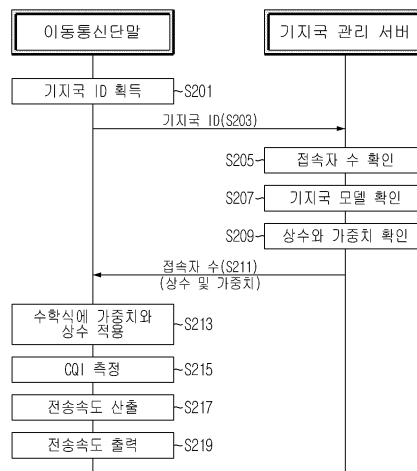 이동통신단말
기지국 관리 서버
기지국 ID 획득
S201
기지국 ID(S203)
S205
접속자 수 확인
S207
기지국 모델 확인
S209
상수와 가중치 확인
접속자 수(S211)
(상수 및 가중치)
수학식에 가중치와
상수 적용
S213
CQI 측정
S215
전송속도 산출
S217
전송속도 출력
S219